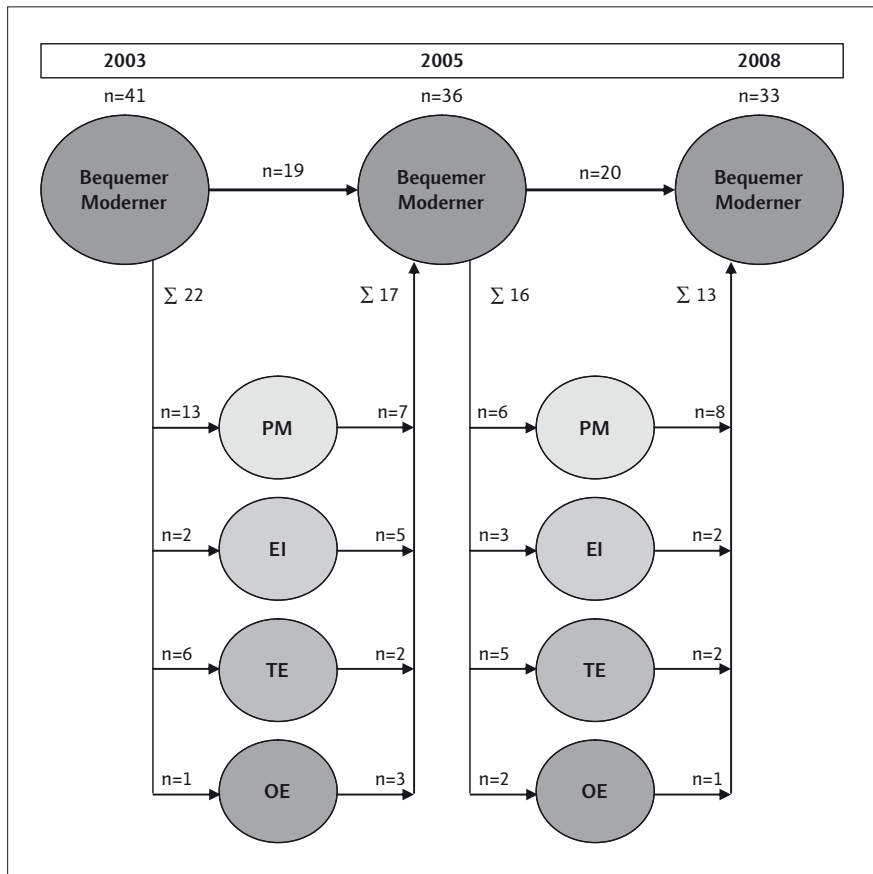 2003 2005 2008
n=41 n=36 n=33
Bequemer Moderner
n=19
Bequemer Moderner
n=20
Bequemer Moderner
∑ 22 ∑ 17 ∑ 16 ∑ 13
n=13 PM n=7 n=6 PM n=8
n=2 EI n=5 n=3 EI n=2
n=6 TE n=2 n=5 TE n=2
n=1 OE n=3 n=2 OE n=1